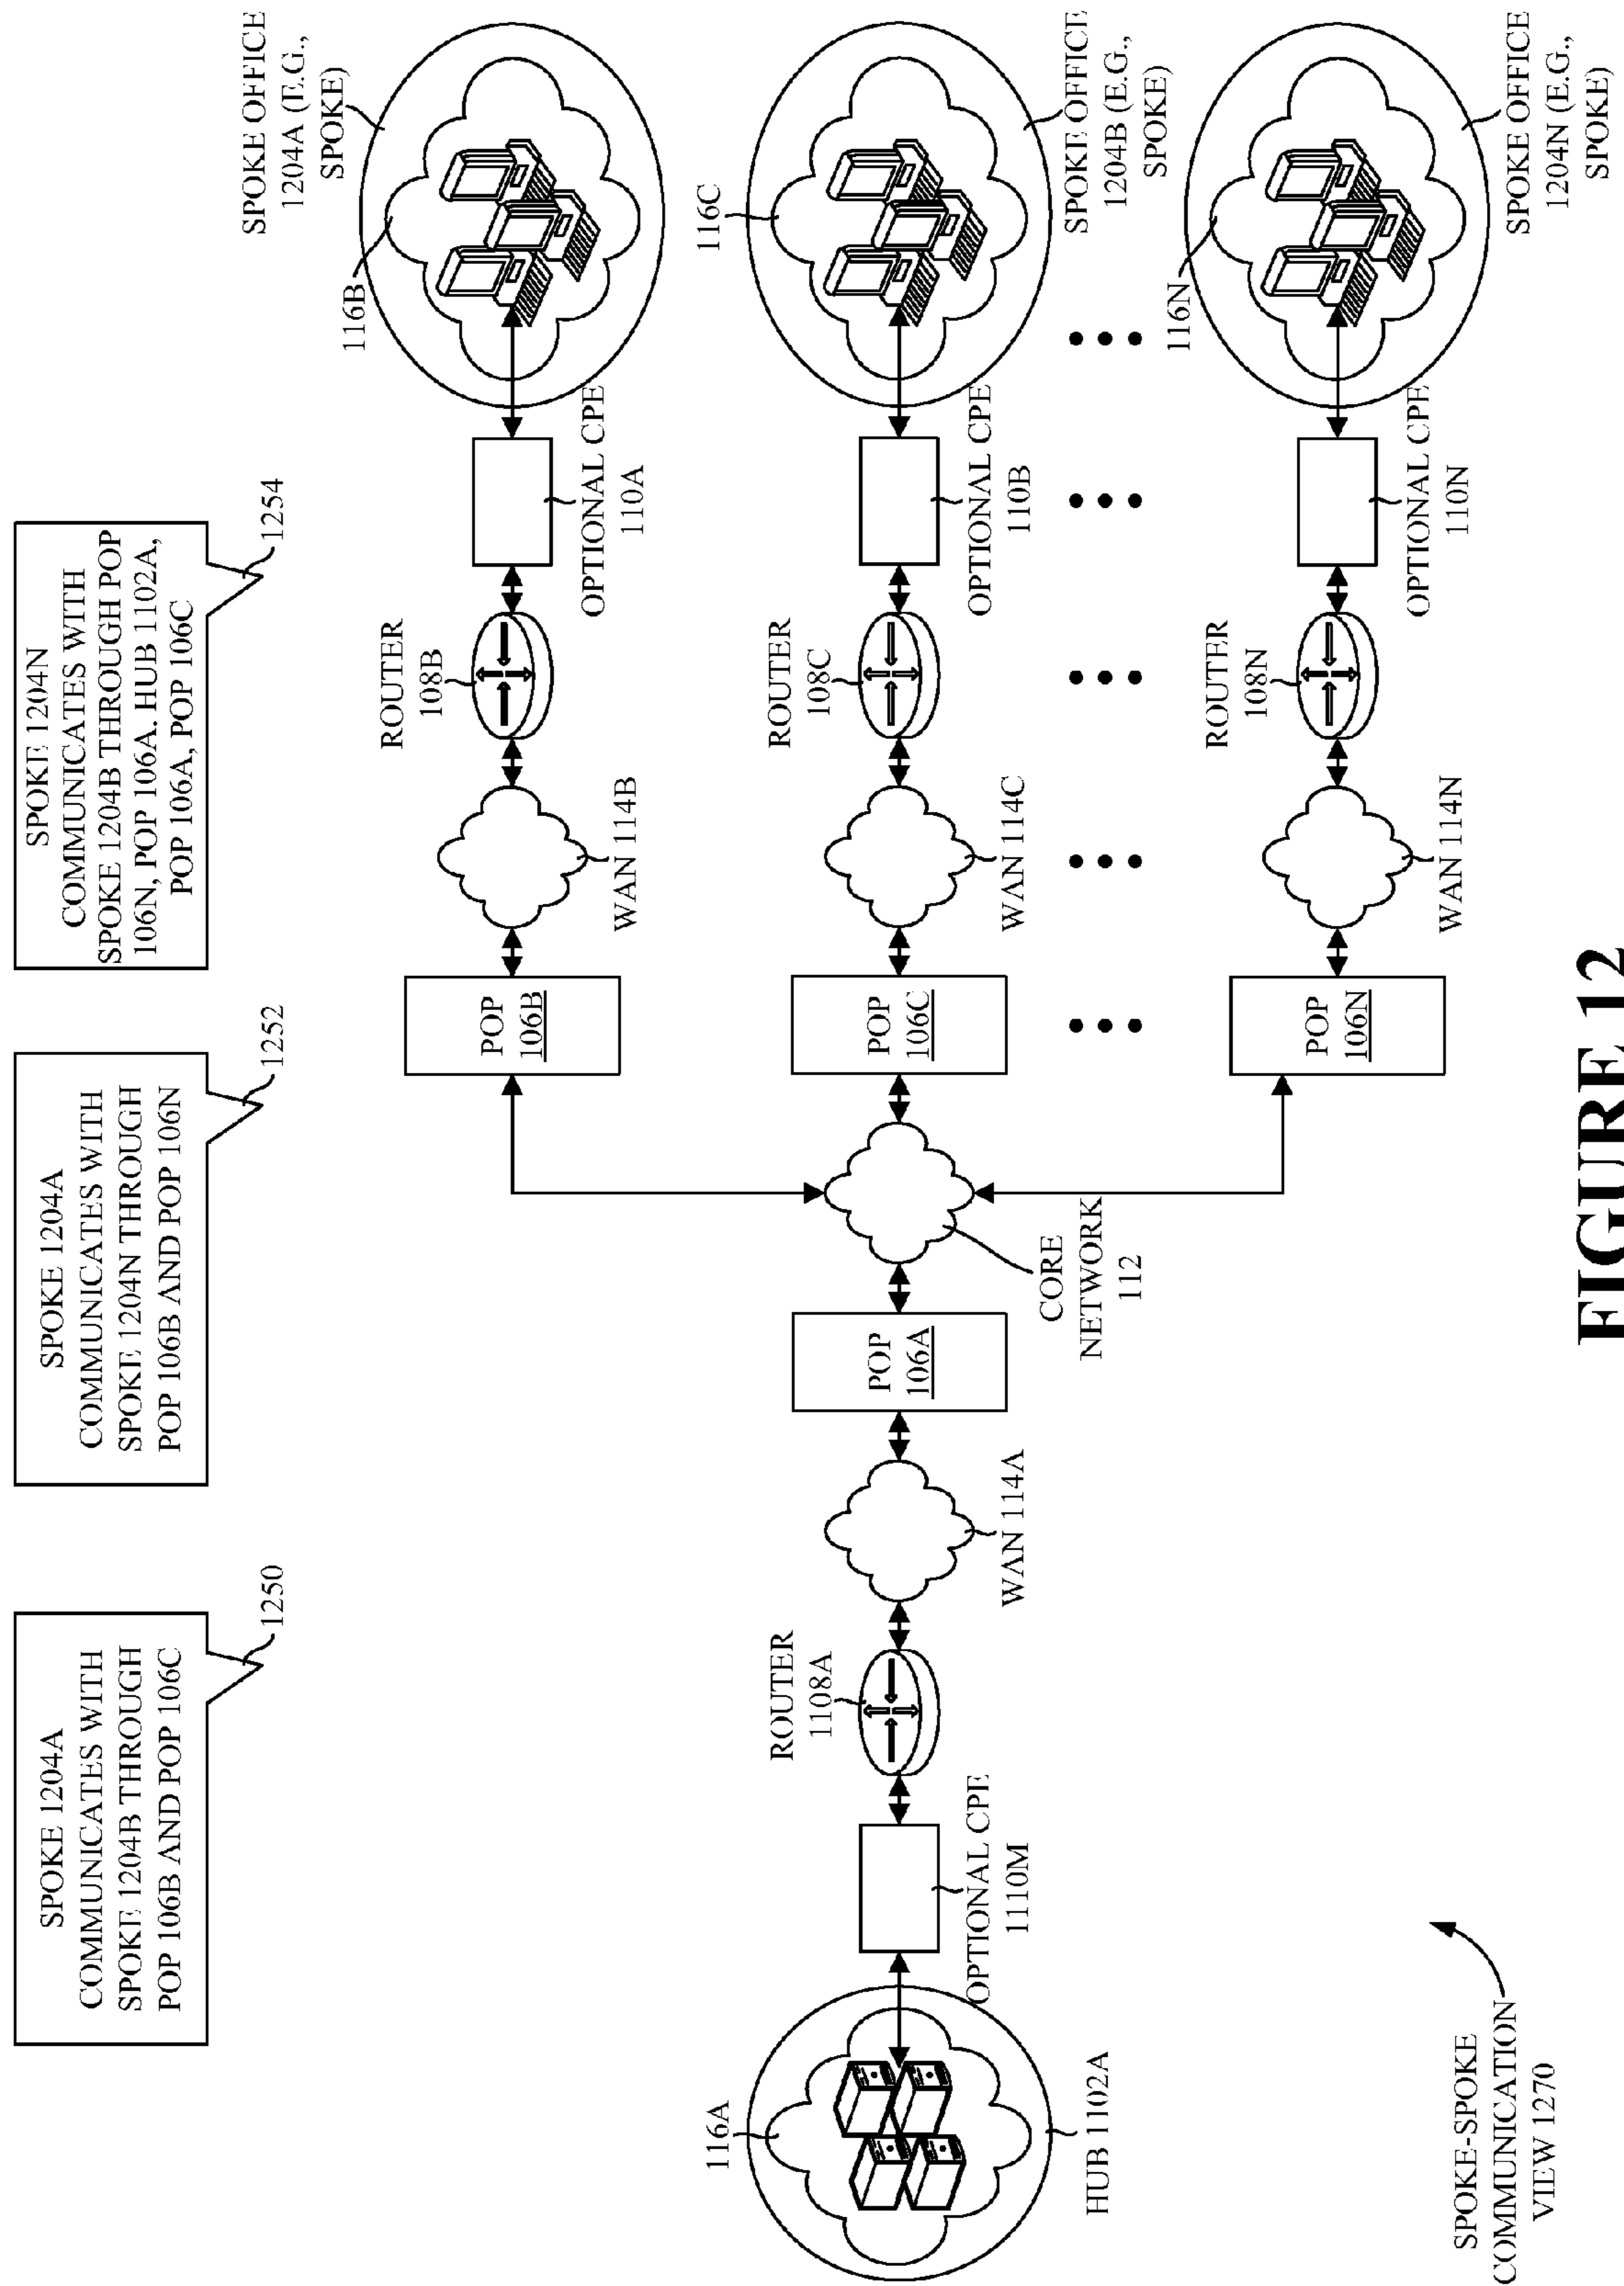 SPOKE 1204A
COMMUNICATES WITH
SPOKE 1204B THROUGH
POP 106B AND POP 106C
1250
SPOKE 1204A
COMMUNICATES WITH
SPOKE 1204N THROUGH
POP 106B AND POP 106N
1252
SPOKE 1204N
COMMUNICATES WITH
SPOKE 1204B THROUGH POP
106N, POP 106A. HUB 1102A,
POP 106A, POP 106C
1254
SPOKE OFFICE
1204A (E.G.,
SPOKE)
116B
POP
106B
WAN 114B
ROUTER
108B
OPTIONAL CPE
110A
116A
HUB 1102A
OPTIONAL CPE
1110M
ROUTER
1108A
WAN 114A
POP
106A
CORE
NETWORK
112
POP
106C
WAN 114C
ROUTER
108C
OPTIONAL CPE
110B
116C
SPOKE OFFICE
1204B (E.G.,
SPOKE)
POP
106N
WAN 114N
ROUTER
108N
OPTIONAL CPE
110N
116N
SPOKE OFFICE
1204N (E.G.,
SPOKE)
SPOKE-SPOKE
COMMUNICATION
VIEW 1270
FIGURE 12